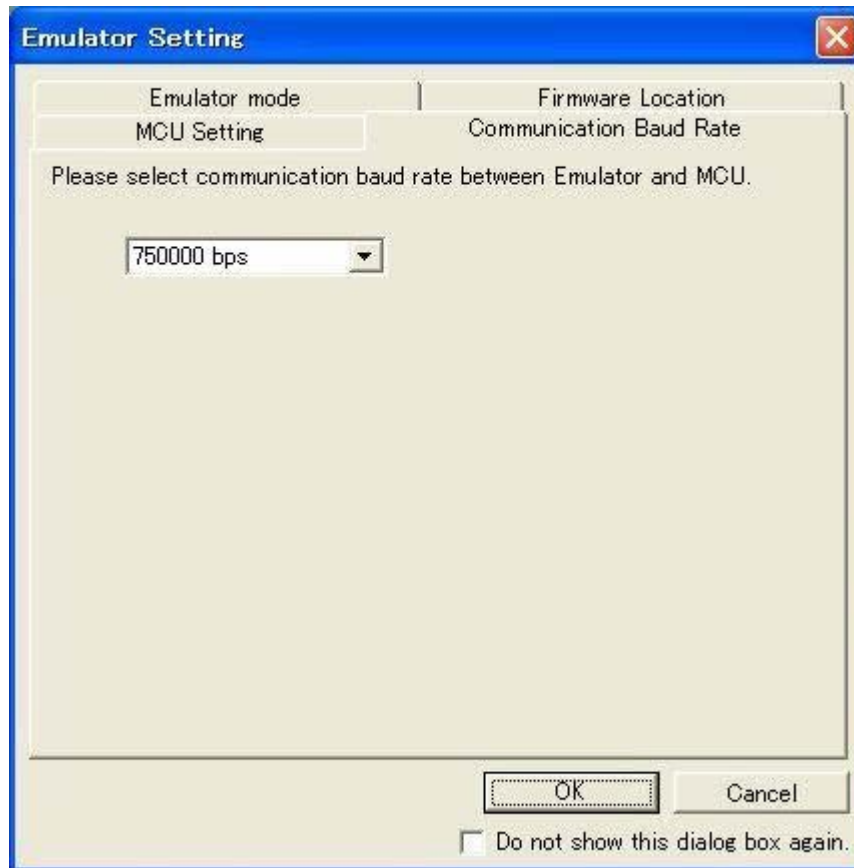 Emulator Setting
Emulator mode
Firmware Location
MCU Setting
Communication Baud Rate
Please select communication baud rate between Emulator and MCU.
750000 bps
OK
Cancel
Do not show this dialog box again.